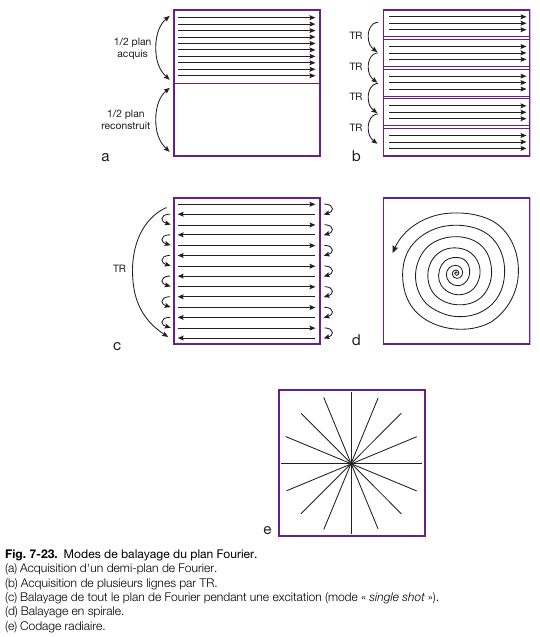 1/2 plan
acquis
1/2 plan
reconstruit
a
TR
TR
TR
TR
b
TR
c
d
e
Fig. 7-23. Modes de balayage du plan Fourier.
(a) Acquisition d'un demi-plan de Fourier.
(b) Acquisition de plusieurs lignes par TR.
(c) Balayage de tout le plan de Fourier pendant une excitation (mode « single shot »).
(d) Balayage en spirale.
(e) Codage radiaire.